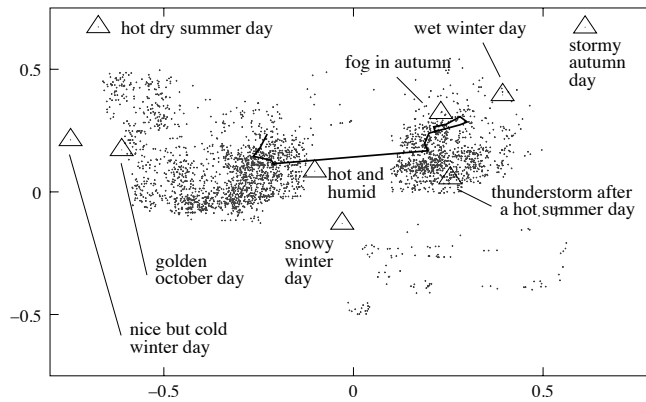 hot dry summer day
wet winter day
stormy
autumn
day
fog in autumn
0.5
hot and
humid
thunderstorm after
a hot summer day
0
snowy
winter
day
golden
october day
nice but cold
winter day
−0.5
−0.5
0
0.5